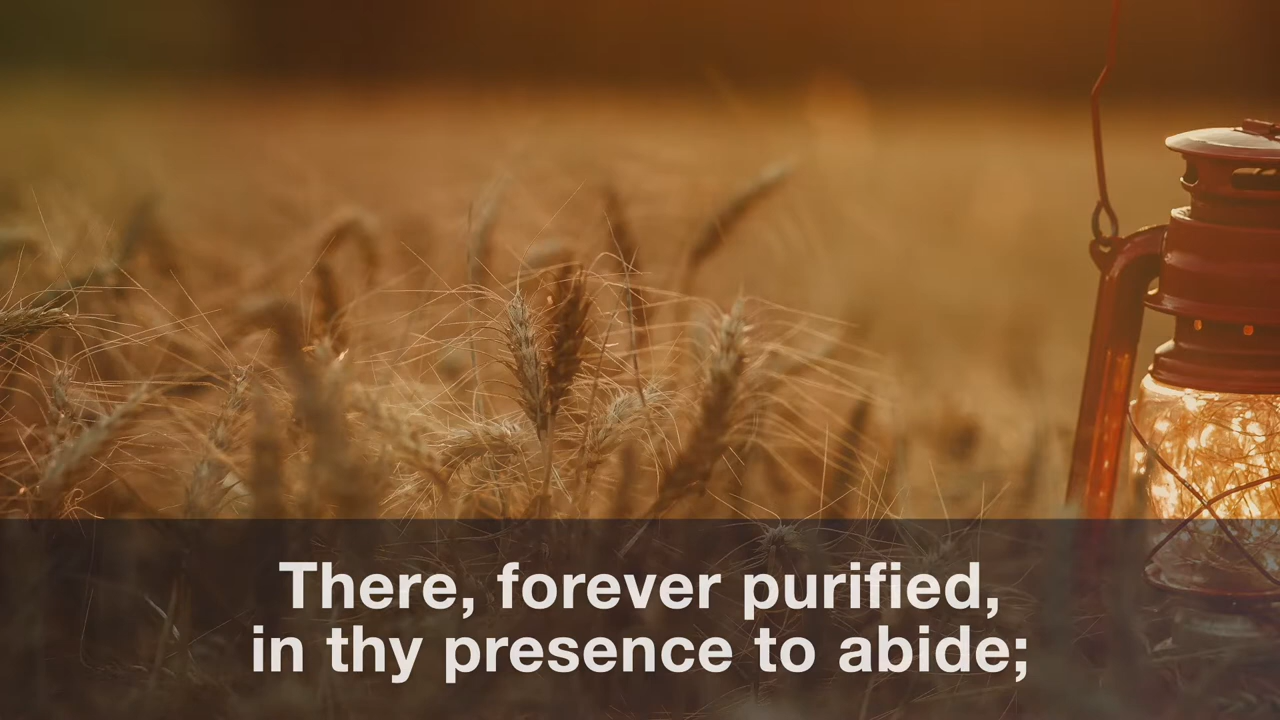 There, forever purified,
in thy presence to abide;